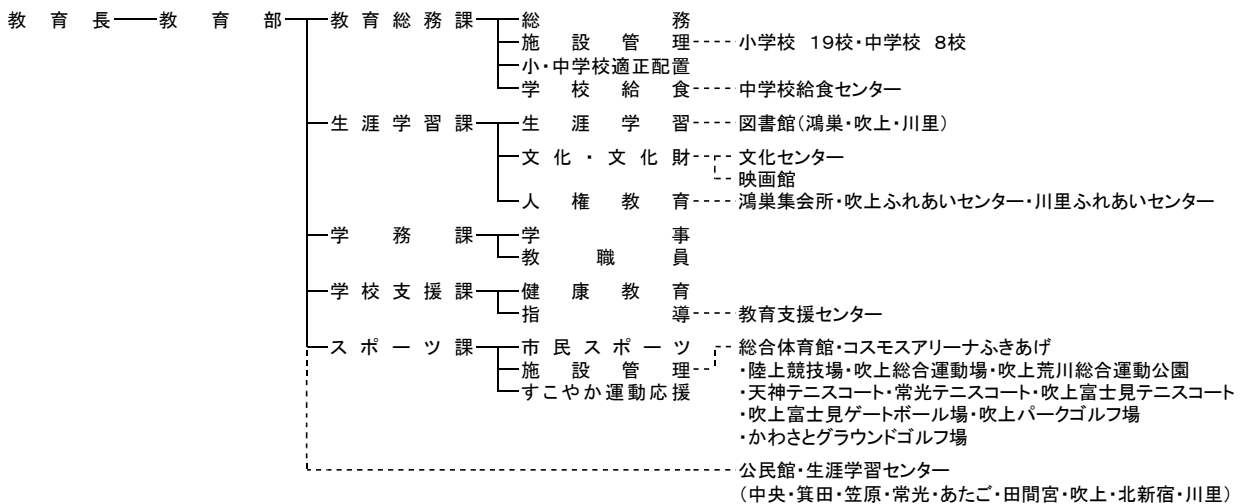 教育長 教育部 教育総務課 総務
施設管理 小学校 19校・中学校 8校
小・中学校適正配置
学校給食 中学校給食センター
生涯学習課 生涯学習 図書館(鴻巣・吹上・川里)
文化・文化財 文化センター
映画館
人権教育 鴻巣集会所・吹上ふれあいセンター・川里ふれあいセンター
学務課 学事
教職員
学校支援課 健康教育
指導 教育支援センター
スポーツ課 市民スポーツ 総合体育館・コスモスアリーナふきあげ
施設管理 ・陸上競技場・吹上総合運動場・吹上荒川総合運動公園
すこやか運動応援 ・天神テニスコート・常光テニスコート・吹上富士見テニスコート
・吹上富士見ゲートボール場・吹上パークゴルフ場
・かわさとグラウンドゴルフ場
公民館・生涯学習センター
(中央・箕田・笠原・常光・あたご・田間宮・吹上・北新宿・川里)